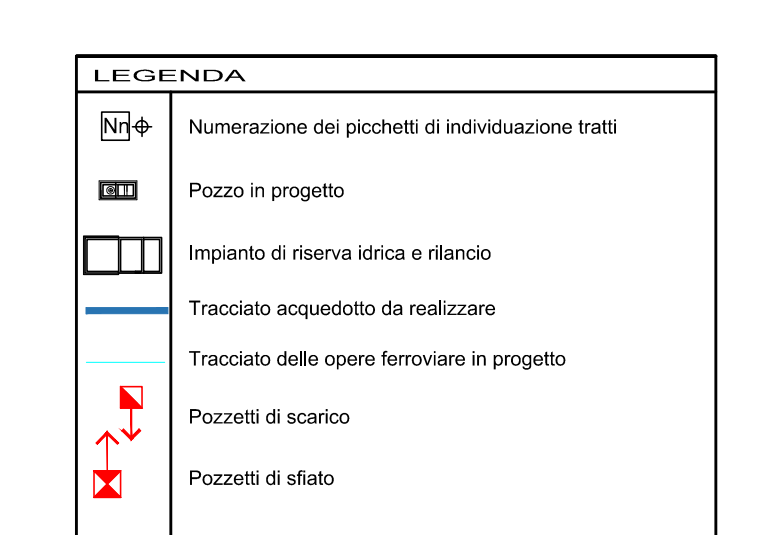 LEGENDA
Nn Numerazione dei picchetti di individuazione tratti
Pozzo in progetto
Impianto di riserva idrica e rilancio
Tracciato acquedotto da realizzare
Tracciato delle opere ferroviare in progetto
Pozzetti di scarico
Pozzetti di sfiato